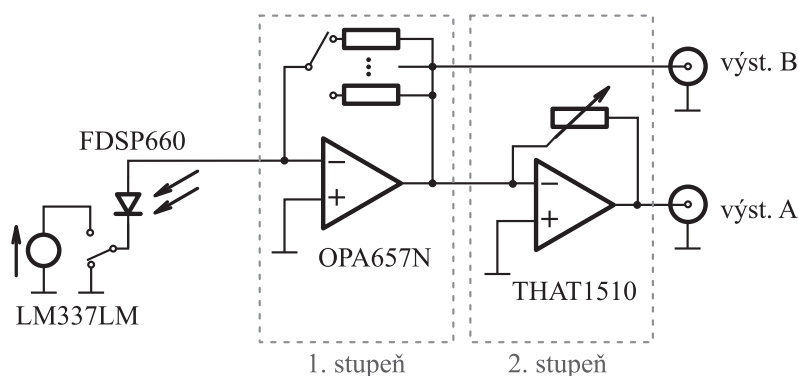 výst. B
FDSP660
výst. A
OPA657N
THAT1510
LM337LM
1. stupeň
2. stupeň